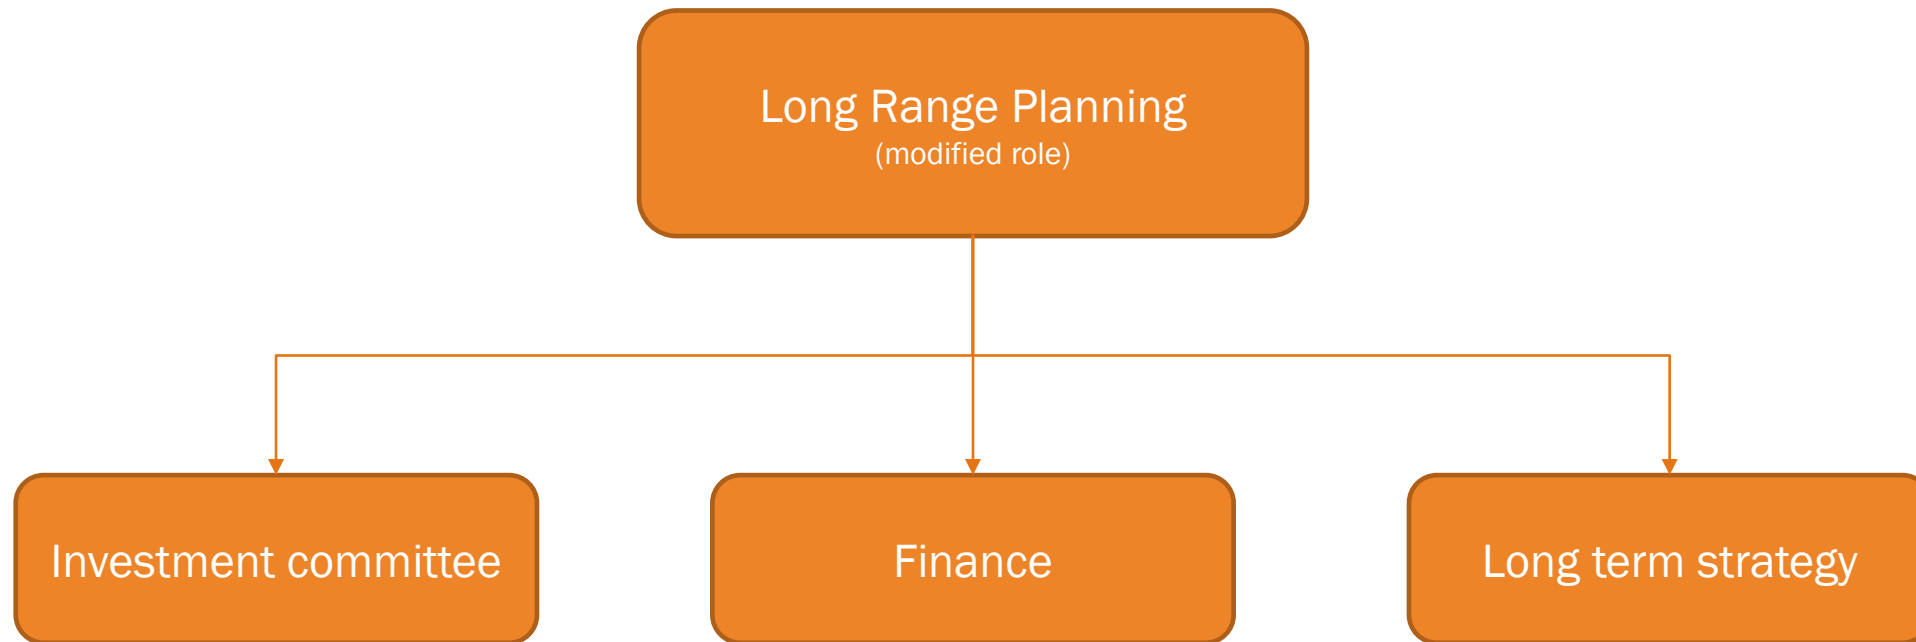 Long Range Planning
(modified role)
Investment committee
Finance
Long term strategy